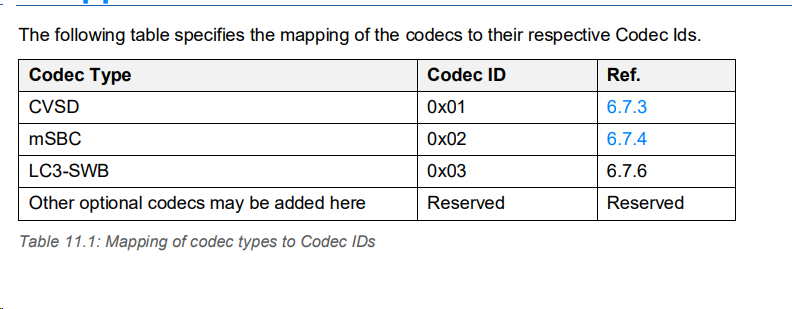 The following table specifies the mapping of the codecs to their respective Codec Ids.
Codec Type Codec ID Ref.
CVSD 0x01 6.7.3
mSBC 0x02 6.7.4
LC3-SWB 0x03 6.7.6
Other optional codecs may be added here Reserved Reserved
Table 11.1: Mapping of codec types to Codec IDs